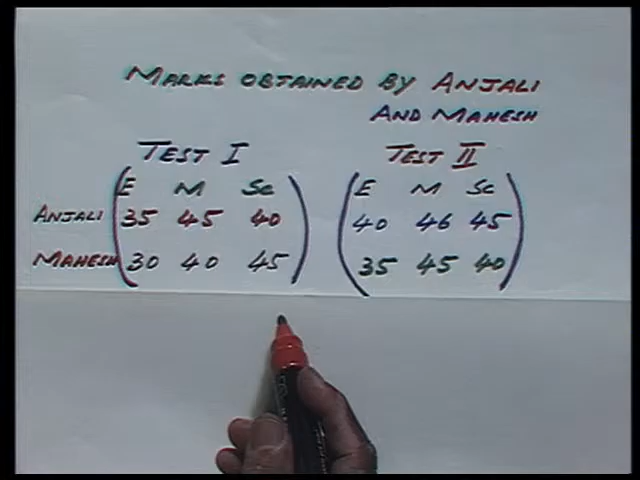 MARKS OBTAINED BY ANJALI
AND MAHESH
TEST I TEST II
E M SC E M SC
ANJALI 35 45 40 40 46 45
MAHESH 30 40 45 35 45 40